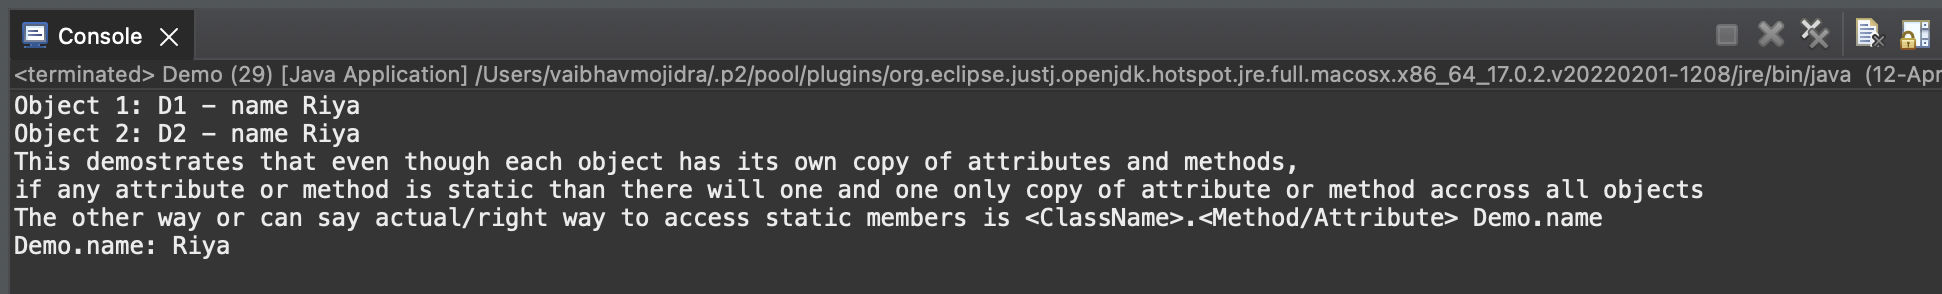 Console
<terminated> Demo (29) [Java Application] /Users/vaibhavmojidra/.p2/pool/plugins/org.eclipse.justj.openjdk.hotspot.jre.full.macosx.x86_64_17.0.2.v20220201-1208/jre/bin/java (12-Apr
Object 1: D1 – name Riya
Object 2: D2 – name Riya
This demostrates that even though each object has its own copy of attributes and methods,
if any attribute or method is static than there will one and one only copy of attribute or method accross all objects
The other way or can say actual/right way to access static members is <ClassName>.<Method/Attribute> Demo.name
Demo.name: Riya